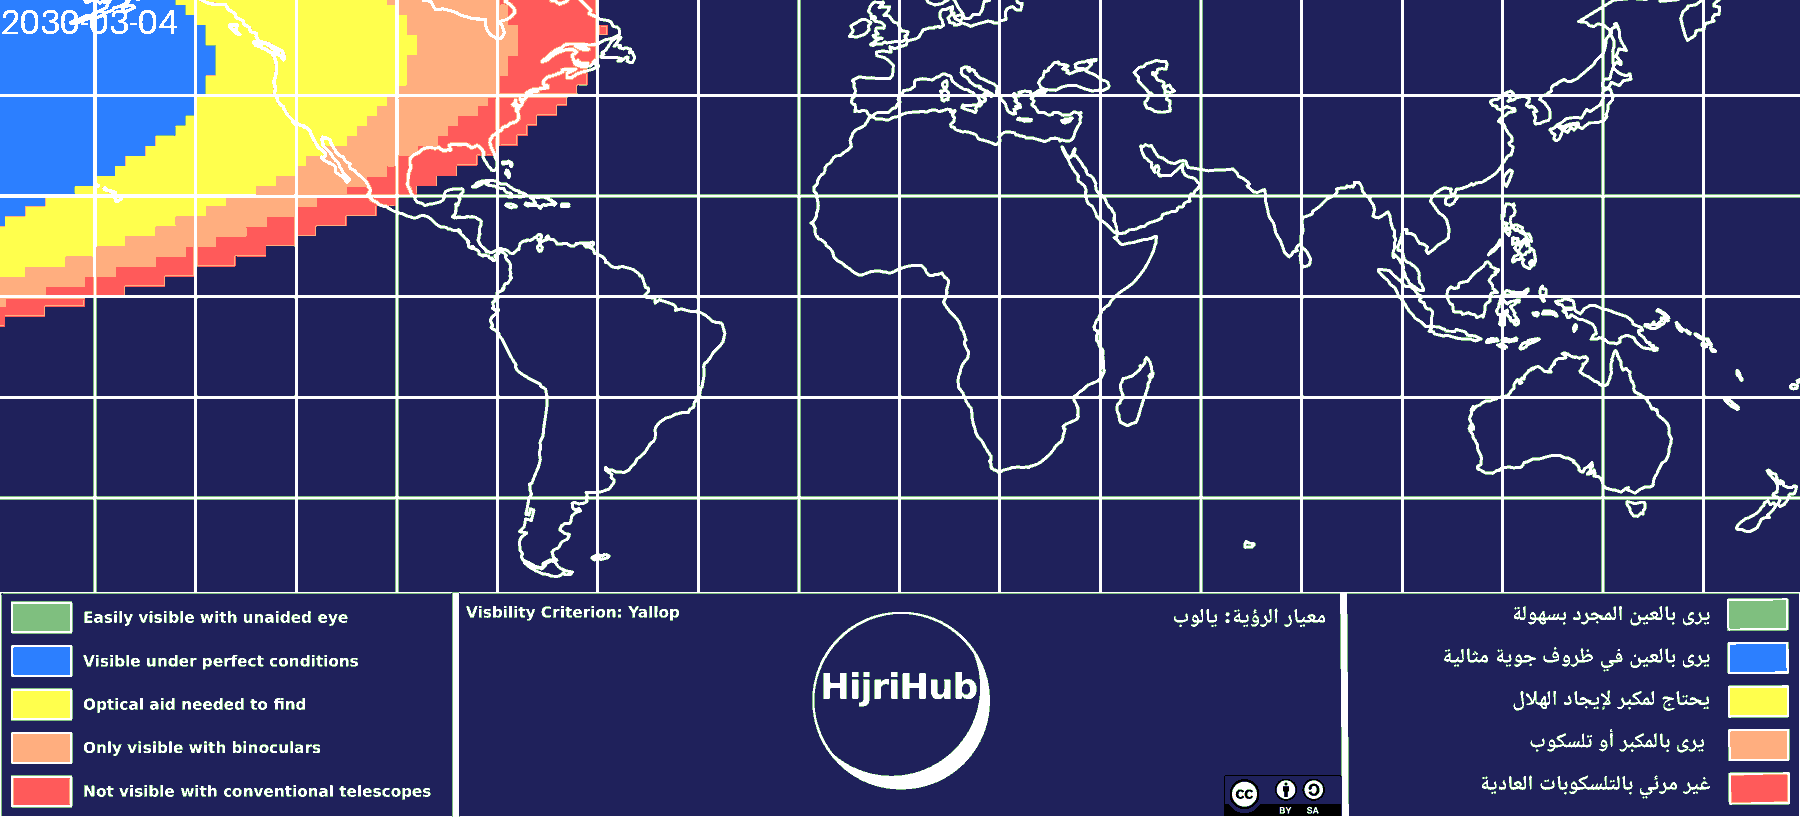 2030-03-04
Easily visible with unaided eye
Visible under perfect conditions
Optical aid needed to find
Only visible with binoculars
Not visible with conventional telescopes
Visbility Criterion: Yallop
معيار الرؤية: يالوب
HijriHub
cc
BY SA
يرى بالعين المجرد بسهولة
يرى بالعين في ظروف جوية مثالية
يحتاج لمكبر لإيجاد الهلال
يرى بالمكبر أو تلسكوب
غير مرئي بالتلسكوبات العادية